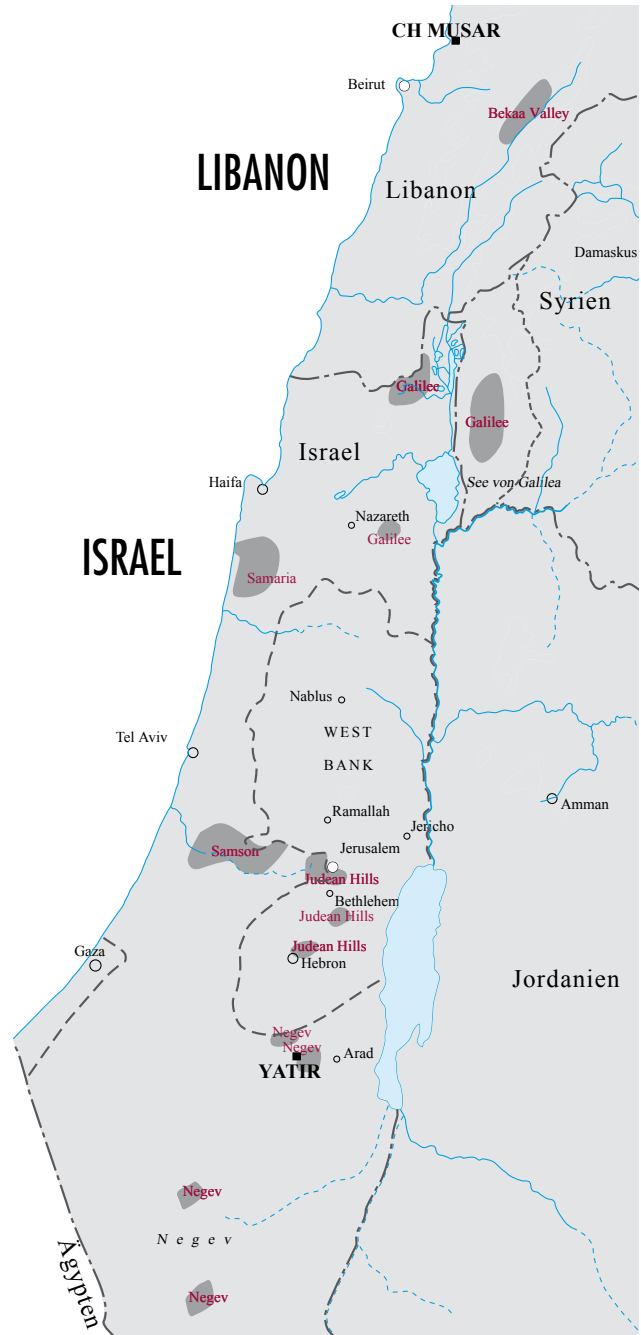 CH MUSAR
Beirut
Bekaa Valley
LIBANON
Libanon
Damaskus
Syrien
Galilee
Galilee
Israel
See von Galilea
Haifa
Nazareth
Galilee
ISRAEL
Samaria
Nablus
WEST
BANK
Tel Aviv
Amman
Ramallah
Jericho
Jerusalem
Samson
Judean Hills
Bethlehem
Judean Hills
Judean Hills
Gaza
Hebron
Jordanien
Negev
Negev
Arad
YATIR
Negev
Negev
Ägypten
Negev